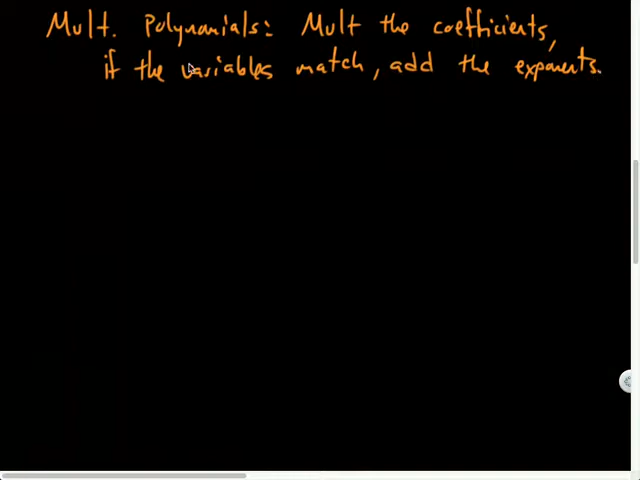 Mult. Polynomials: Mult the coefficients,
if the variables match, add the exponents.